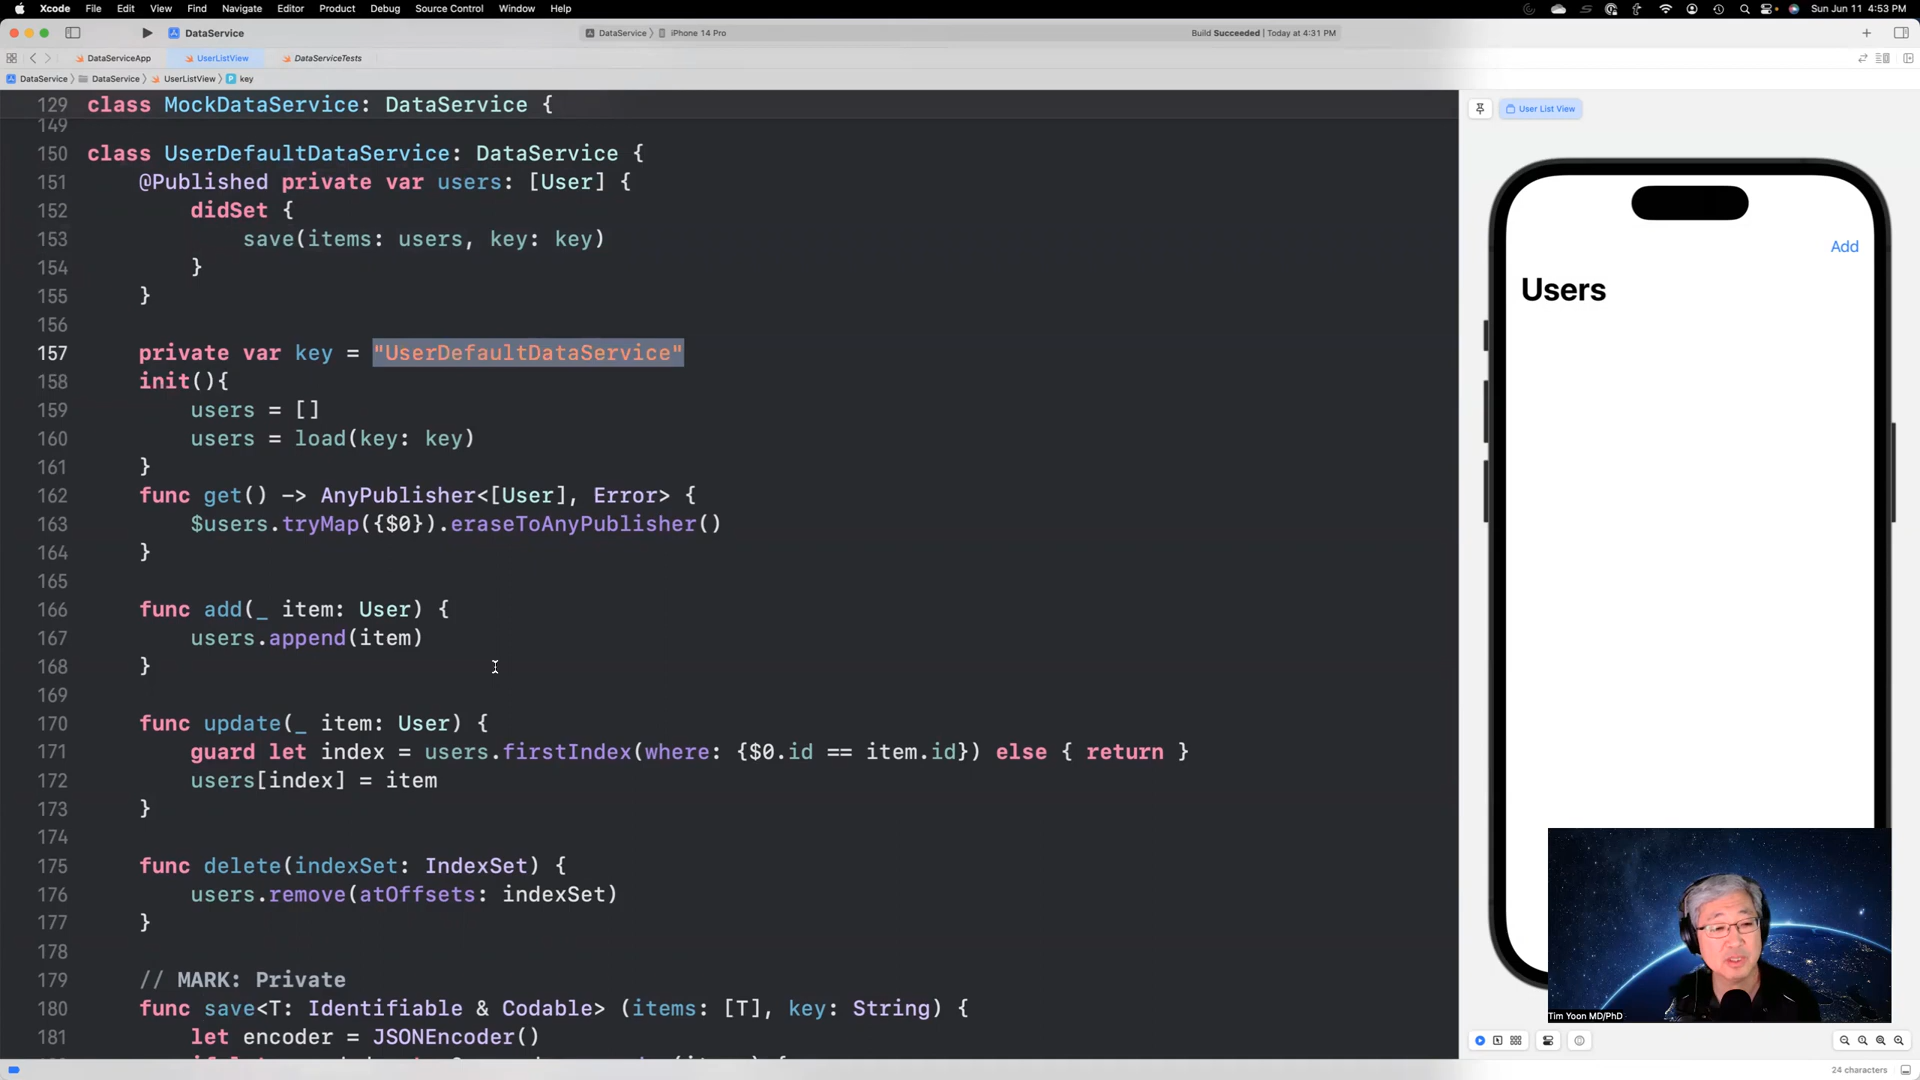 Xcode File Edit View Find Navigate Editor Product Debug Source Control Window Help Sun Jun 11 4:53 PM
DataService DataService iPhone 14 Pro Build Succeeded | Today at 4:31 PM
DataServiceApp UserListView DataServiceTests
DataService DataService UserListView P key
129 class MockDataService: DataService {
149
150 class UserDefaultDataService: DataService {
151 @Published private var users: [User] {
152 didSet {
153 save(items: users, key: key)
154 }
155 }
156
157 private var key = "UserDefaultDataService"
158 init(){
159 users = []
160 users = load(key: key)
161 }
162 func get() -> AnyPublisher<[User], Error> {
163 $users.tryMap({$0}).eraseToAnyPublisher()
164 }
165
166 func add(_ item: User) {
167 users.append(item)
168 }
169
170 func update(_ item: User) {
171 guard let index = users.firstIndex(where: {$0.id == item.id}) else { return }
172 users[index] = item
173 }
174
175 func delete(indexSet: IndexSet) {
176 users.remove(atOffsets: indexSet)
177 }
178
179 // MARK: Private
180 func save<T: Identifiable & Codable> (items: [T], key: String) {
181 let encoder = JSONEncoder()
User List View
Add
Users
Tim Yoon MD/PhD
24 characters